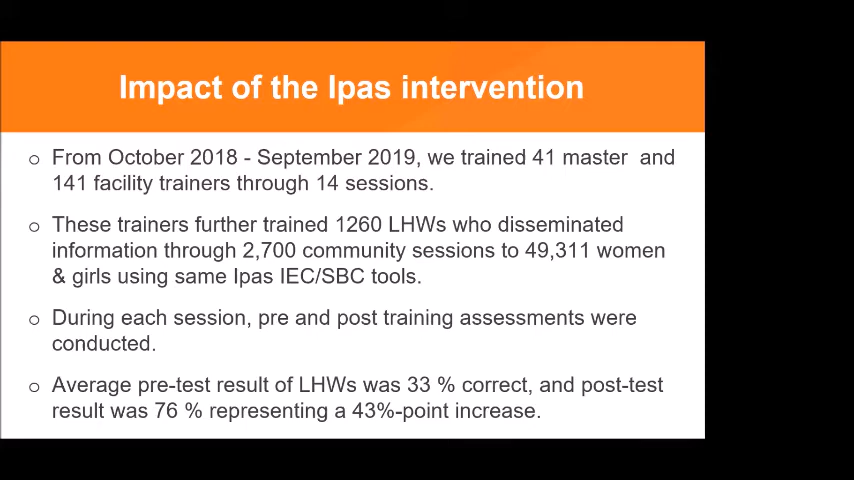 Impact of the Ipas intervention
o From October 2018 - September 2019, we trained 41 master and
141 facility trainers through 14 sessions.
o These trainers further trained 1260 LHWs who disseminated
information through 2,700 community sessions to 49,311 women
& girls using same Ipas IEC/SBC tools.
o During each session, pre and post training assessments were
conducted.
o Average pre-test result of LHWs was 33 % correct, and post-test
result was 76 % representing a 43%-point increase.